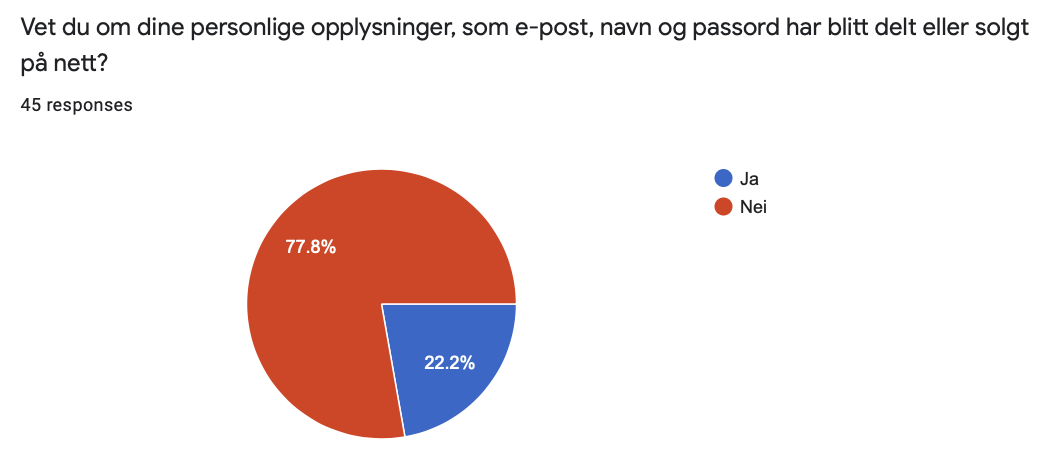 Vet du om dine personlige opplysninger, som e-post, navn og passord har blitt delt eller solgt
på nett?
45 responses
Ja
Nei
77.8%
22.2%